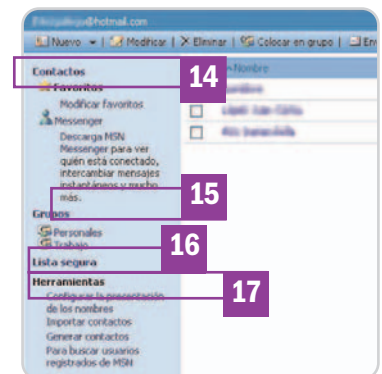 @hotmail.com
Nuevo | Modificar | Eliminar | Colocar en grupo |
Contactos
Nombre
14
Favoritos
Modificar favoritos
Messenger
Descarga MSN
Messenger para ver
quién está conectado,
intercambiar mensajes
instantáneos y mucho
más.
15
Grupos
Personales
Trabajo
16
Lista segura
Herramientas
17
Configurar la presentación
de los nombres
Importar contactos
Generar contactos
Para buscar usuarios
registrados de MSN